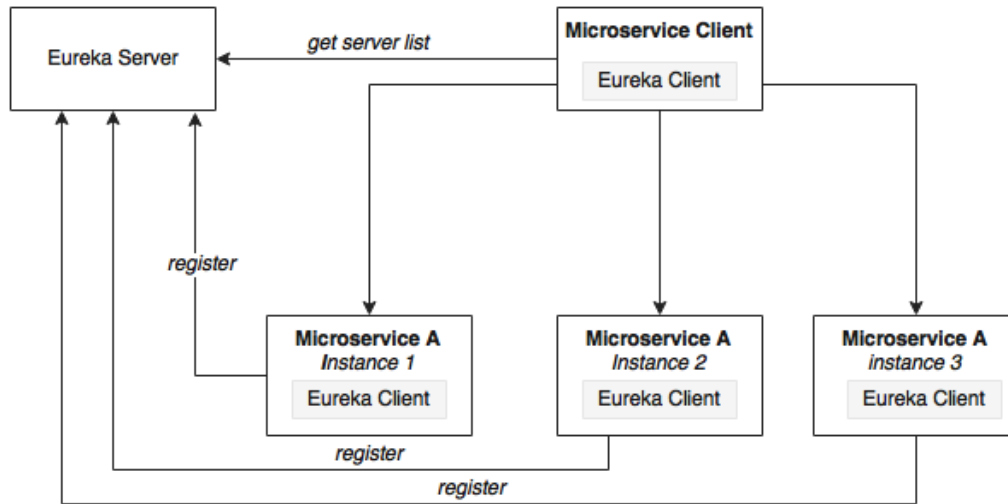 Eureka Server
get server list
Microservice Client
Eureka Client
register
Microservice A
Instance 1
Eureka Client
Microservice A
Instance 2
Eureka Client
Microservice A
instance 3
Eureka Client
register
register